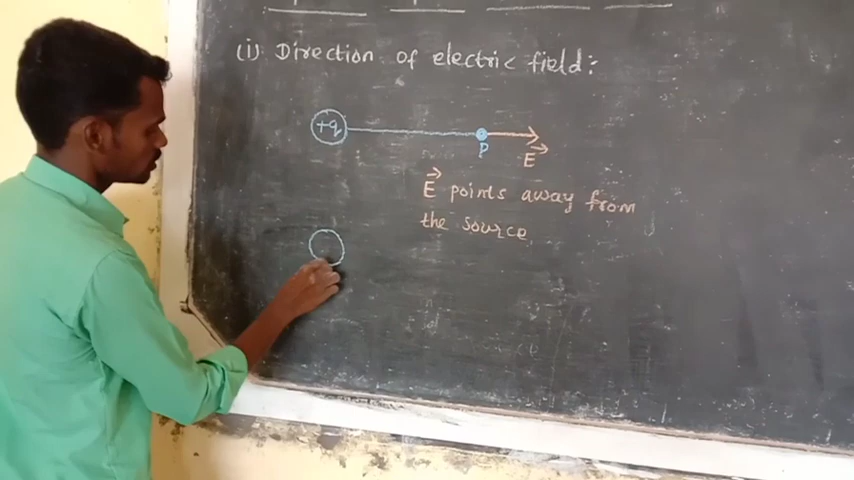 (i) Direction of electric field:
+q
P
E⃗
E⃗ points away from
the source